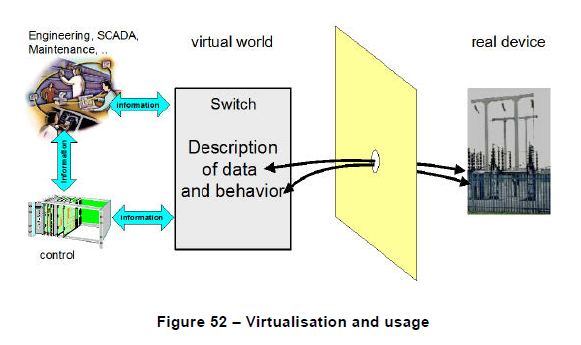 Engineering, SCADA,
Maintenance, ..
virtual world
real device
information
Switch
Description
of data
and behavior
information
information
control
Figure 52 – Virtualisation and usage